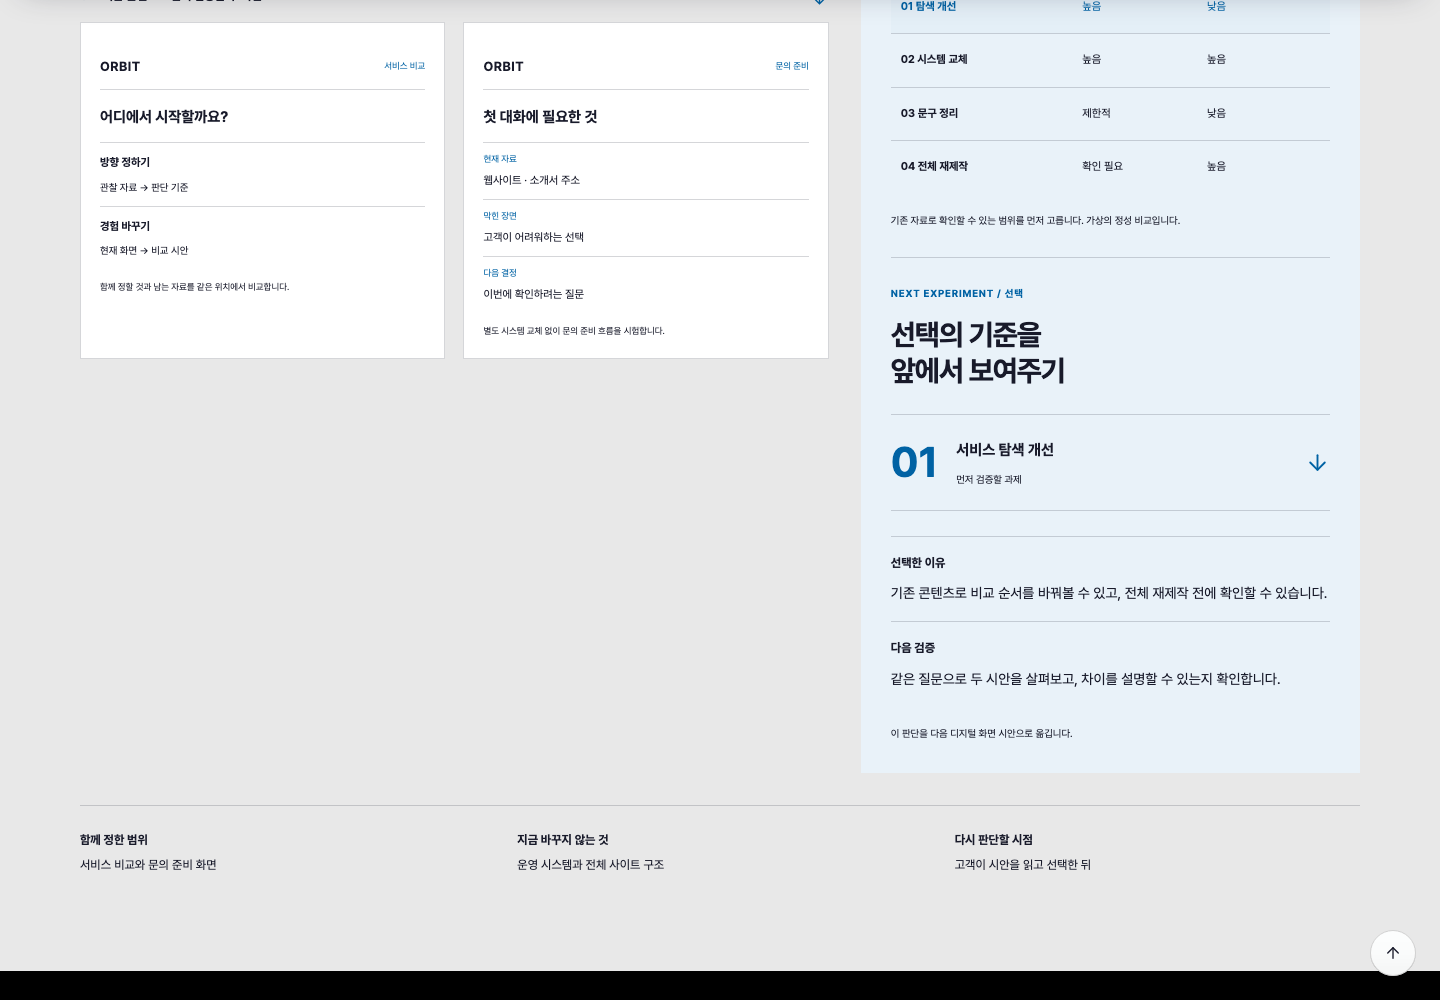 ORBIT
서비스 비교
어디에서 시작할까요?
방향 정하기
관찰 자료 → 판단 기준
경험 바꾸기
현재 화면 → 비교 시안
함께 정할 것과 남는 자료를 같은 위치에서 비교합니다.
ORBIT
문의 준비
첫 대화에 필요한 것
현재 자료
웹사이트 · 소개서 주소
막힌 장면
고객이 어려워하는 선택
다음 결정
이번에 확인하려는 질문
별도 시스템 교체 없이 문의 준비 흐름을 시험합니다.
01 탐색 개선 높음 낮음
02 시스템 교체 높음 높음
03 문구 정리 제한적 낮음
04 전체 재제작 확인 필요 높음
기존 자료로 확인할 수 있는 범위를 먼저 고릅니다. 가상의 정성 비교입니다.
NEXT EXPERIMENT / 선택
선택의 기준을
앞에서 보여주기
01
서비스 탐색 개선
먼저 검증할 과제
선택한 이유
기존 콘텐츠로 비교 순서를 바꿔볼 수 있고, 전체 재제작 전에 확인할 수 있습니다.
다음 검증
같은 질문으로 두 시안을 살펴보고, 차이를 설명할 수 있는지 확인합니다.
이 판단을 다음 디지털 화면 시안으로 옮깁니다.
함께 정한 범위
서비스 비교와 문의 준비 화면
지금 바꾸지 않는 것
운영 시스템과 전체 사이트 구조
다시 판단할 시점
고객이 시안을 읽고 선택한 뒤